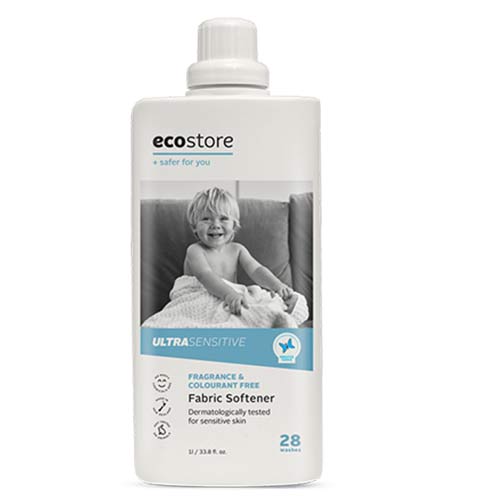 ecostore
+ safer for you
ULTRASENSITIVE
FRAGRANCE &
COLOURANT FREE
Fabric Softener
Dermatologically tested
for sensitive skin
1l / 33.8 fl. oz.
28
washes